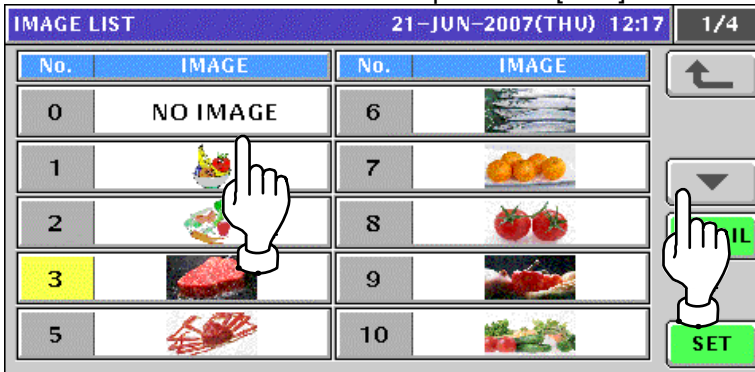 IMAGE LIST 21-JUN-2007(THU) 12:17 1/4
No. IMAGE No. IMAGE
0 NO IMAGE 6
1 7
2 8
IL
3 9
5 10
SET